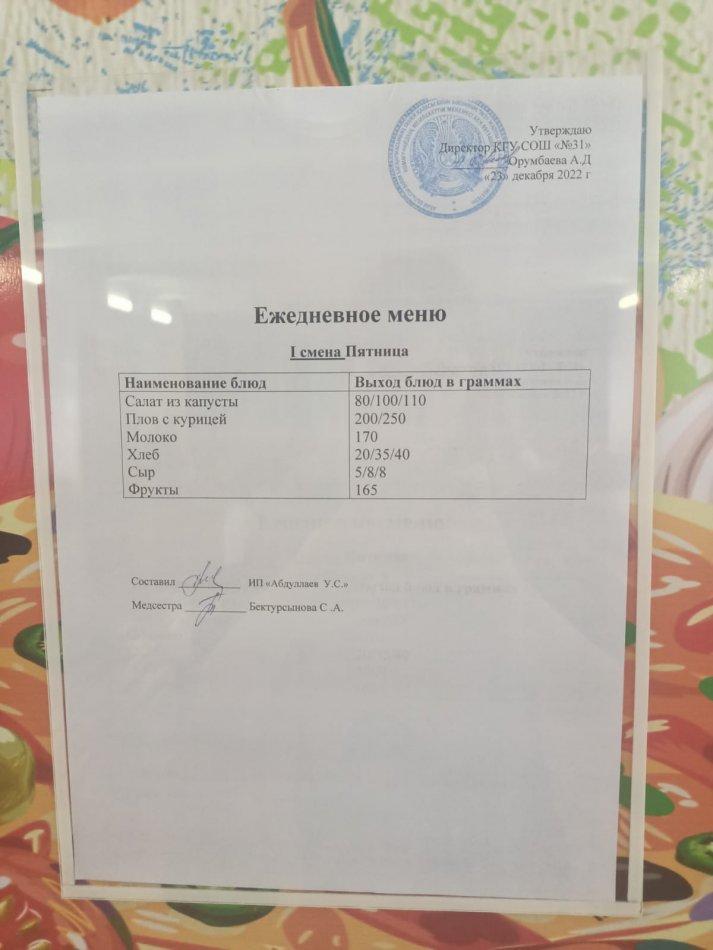 Утверждаю
Директор КГУ СОШ «№31»
Орумбаева А.Д
«23» декабря 2022 г
Ежедневное меню
I смена Пятница
Наименование блюд Выход блюд в граммах
Салат из капусты 80/100/110
Плов с курицей 200/250
Молоко 170
Хлеб 20/35/40
Сыр 5/8/8
Фрукты 165
Составил ИП «Абдуллаев У.С.»
Медсестра Бектурсынова С .А.